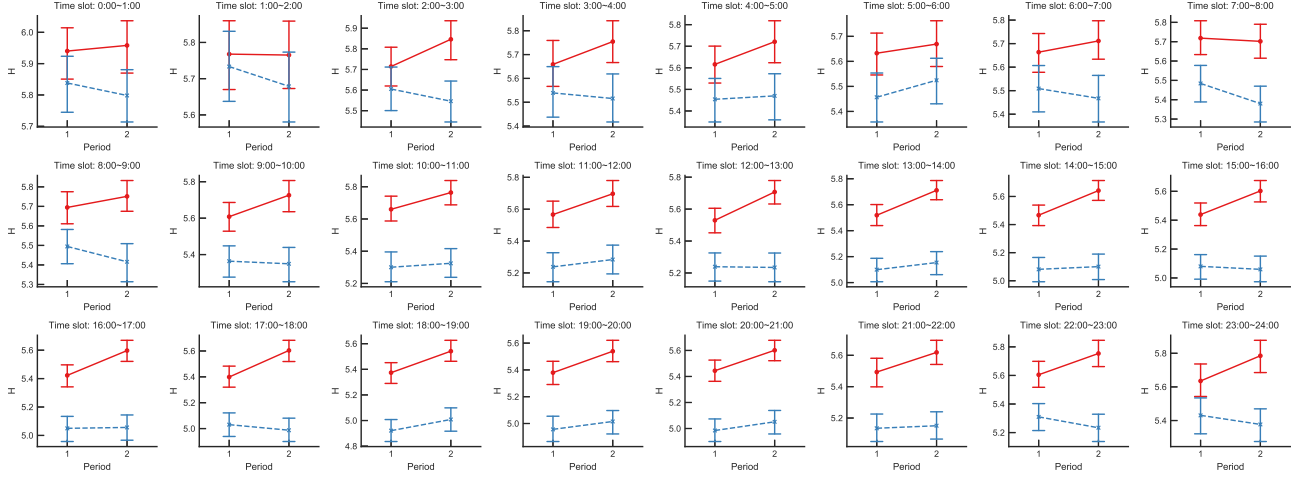 Time slot: 0:00~1:00
H
6.0
5.9
5.8
5.7
1 2
Period
Time slot: 1:00~2:00
H
5.8
5.7
5.6
1 2
Period
Time slot: 2:00~3:00
H
5.9
5.8
5.7
5.6
5.5
1 2
Period
Time slot: 3:00~4:00
H
5.8
5.7
5.6
5.5
5.4
1 2
Period
Time slot: 4:00~5:00
H
5.8
5.7
5.6
5.5
5.4
1 2
Period
Time slot: 5:00~6:00
H
5.7
5.6
5.5
5.4
1 2
Period
Time slot: 6:00~7:00
H
5.8
5.7
5.6
5.5
5.4
1 2
Period
Time slot: 7:00~8:00
H
5.8
5.7
5.6
5.5
5.4
5.3
1 2
Period
Time slot: 8:00~9:00
H
5.8
5.7
5.6
5.5
5.4
5.3
1 2
Period
Time slot: 9:00~10:00
H
5.8
5.6
5.4
1 2
Period
Time slot: 10:00~11:00
H
5.8
5.6
5.4
5.2
1 2
Period
Time slot: 11:00~12:00
H
5.8
5.6
5.4
5.2
1 2
Period
Time slot: 12:00~13:00
H
5.8
5.6
5.4
5.2
1 2
Period
Time slot: 13:00~14:00
H
5.8
5.6
5.4
5.2
5.0
1 2
Period
Time slot: 14:00~15:00
H
5.6
5.4
5.2
5.0
1 2
Period
Time slot: 15:00~16:00
H
5.6
5.4
5.2
5.0
1 2
Period
Time slot: 16:00~17:00
H
5.6
5.4
5.2
5.0
1 2
Period
Time slot: 17:00~18:00
H
5.6
5.4
5.2
5.0
1 2
Period
Time slot: 18:00~19:00
H
5.6
5.4
5.2
5.0
4.8
1 2
Period
Time slot: 19:00~20:00
H
5.6
5.4
5.2
5.0
1 2
Period
Time slot: 20:00~21:00
H
5.6
5.4
5.2
5.0
1 2
Period
Time slot: 21:00~22:00
H
5.6
5.4
5.2
1 2
Period
Time slot: 22:00~23:00
H
5.8
5.6
5.4
5.2
1 2
Period
Time slot: 23:00~24:00
H
5.8
5.6
5.4
1 2
Period